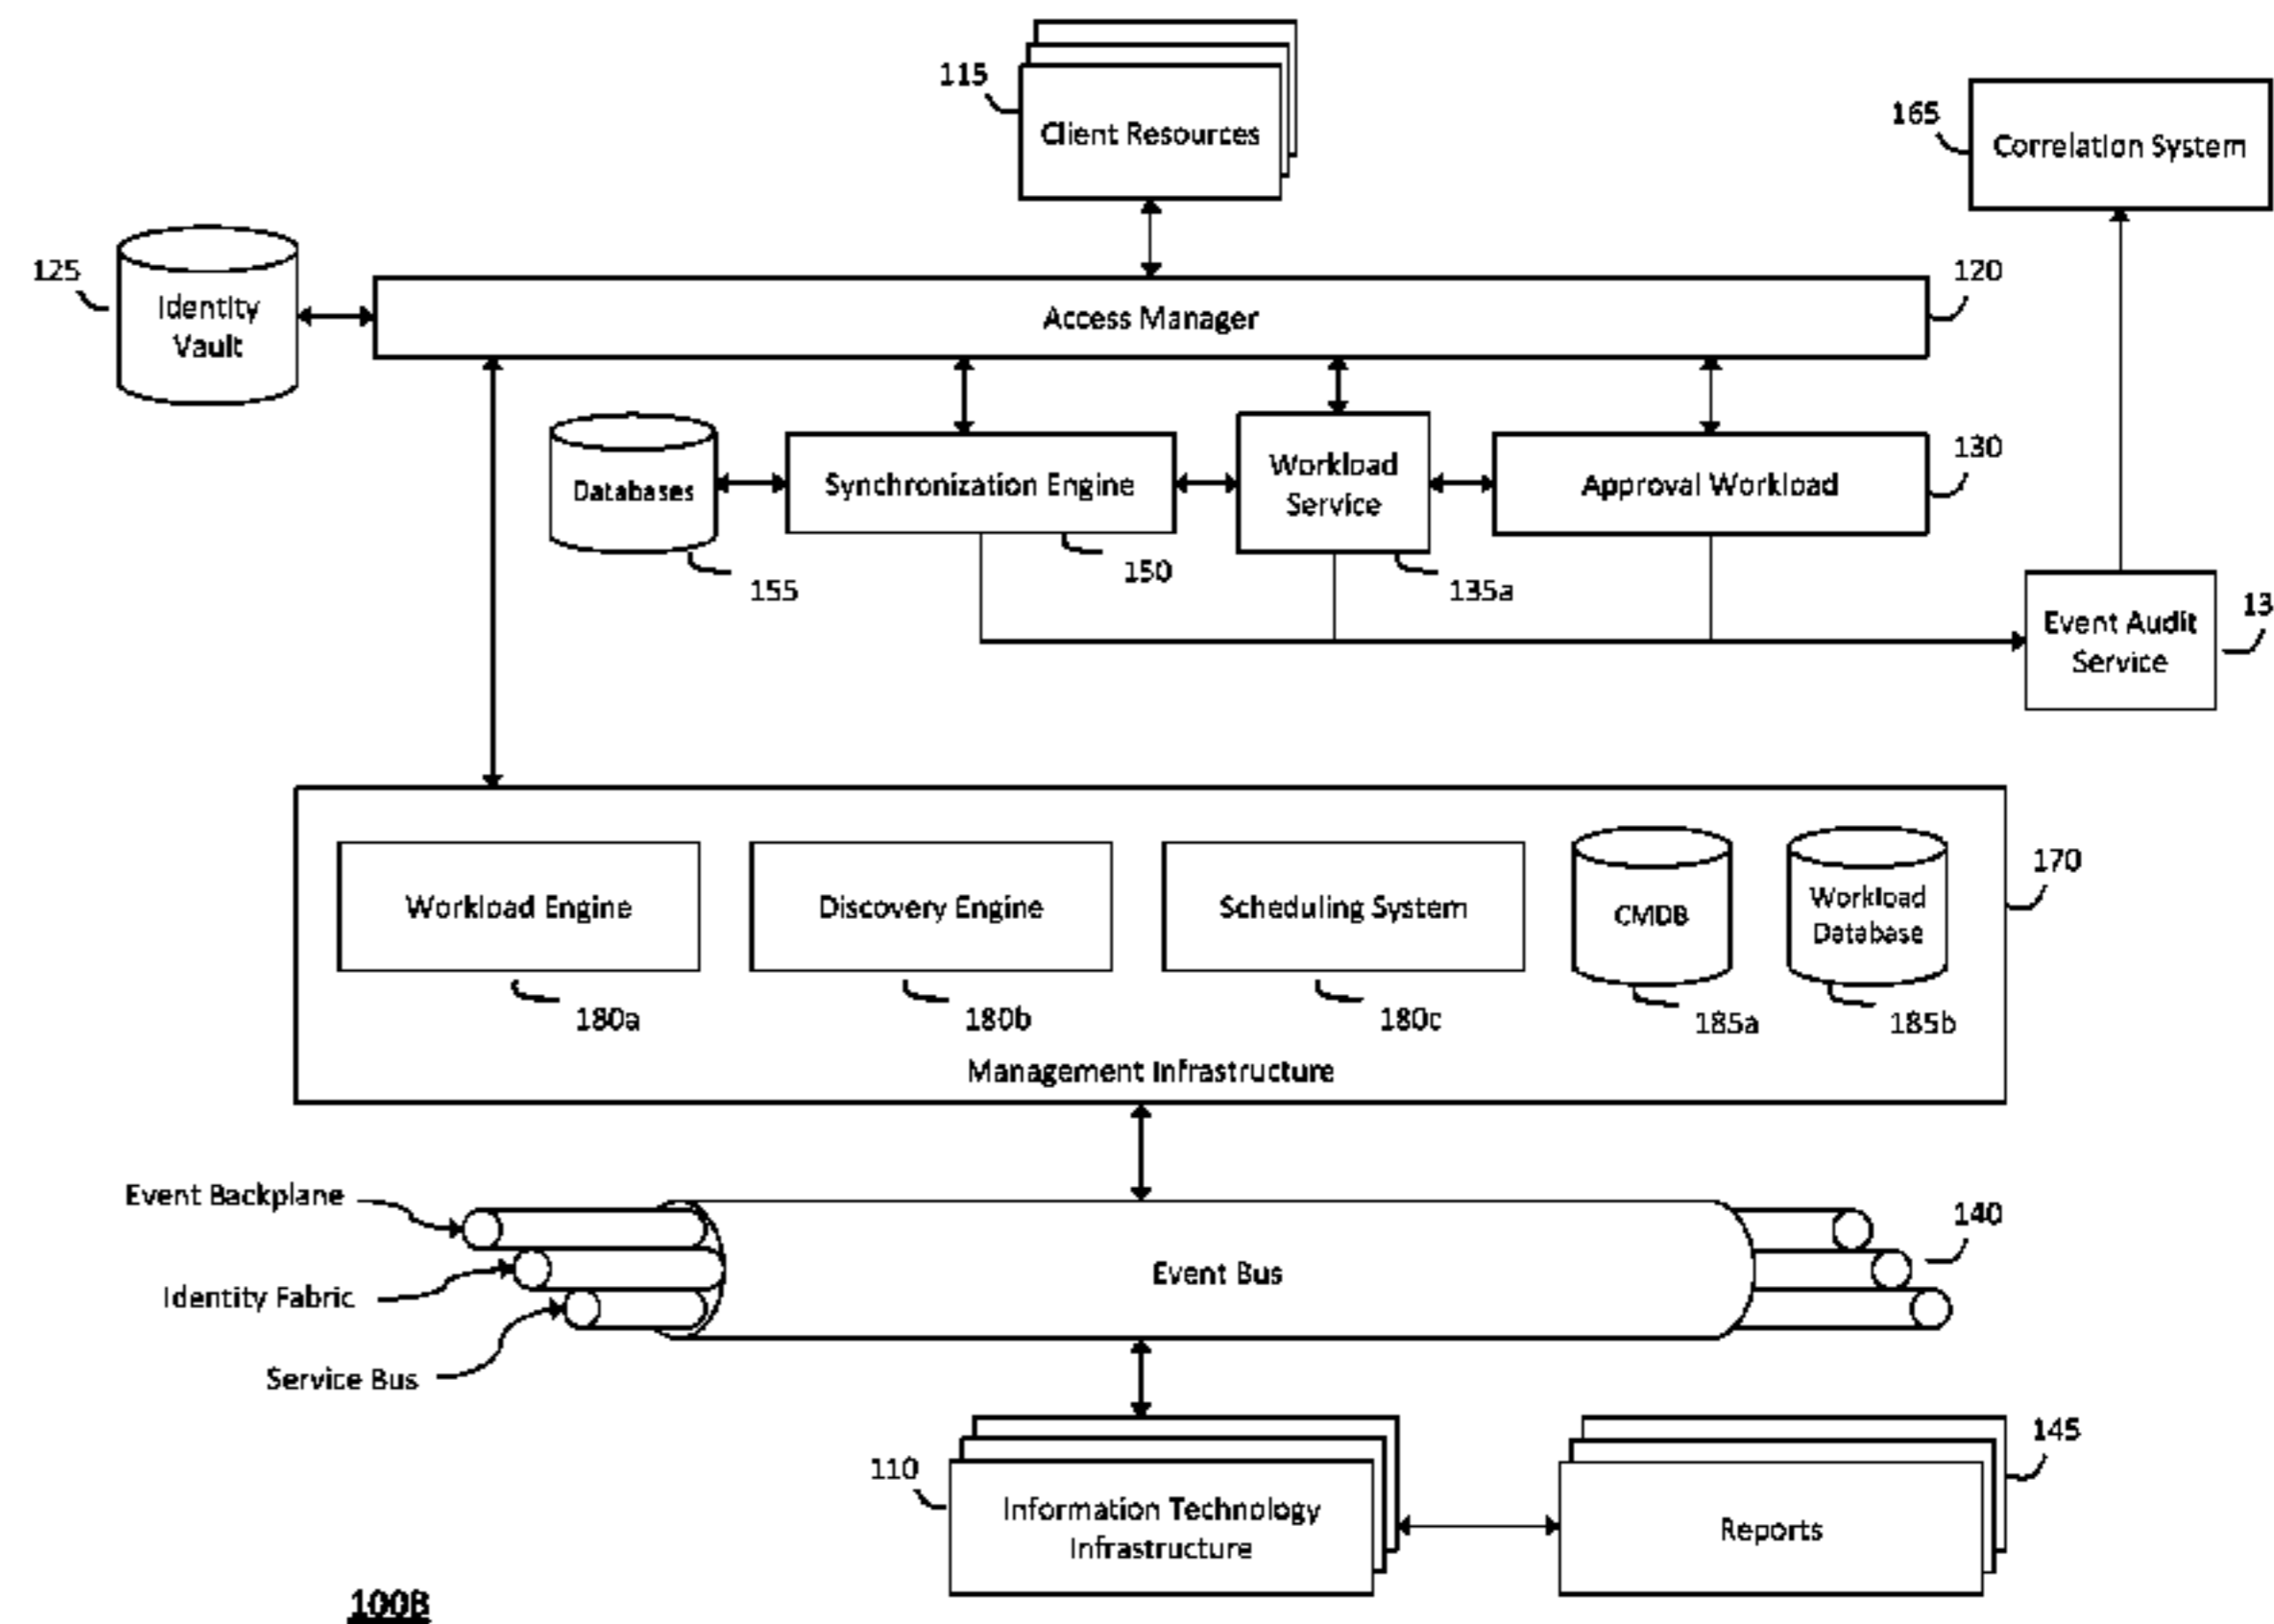 115
Client Resources
165
Correlation System
125
Identity
Vault
120
Access Manager
Databases
155
Synchronization Engine
150
Workload
Service
135a
Approval Workload
130
Event Audit
Service
13
Workload Engine
180a
Discovery Engine
180b
Scheduling System
180c
CMDB
185a
Workload
Database
185b
170
Management Infrastructure
Event Backplane
Identity Fabric
Service Bus
Event Bus
140
110
Information Technology
Infrastructure
145
Reports
100B